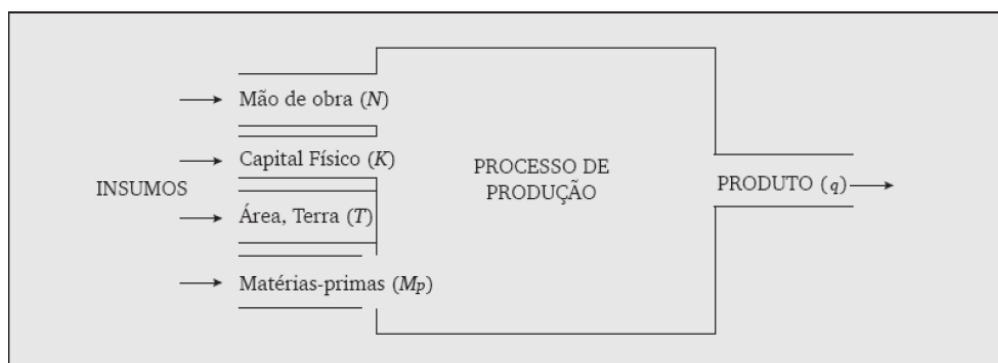 Mão de obra (N)
Capital Físico (K)
INSUMOS
Área, Terra (T)
Matérias-primas (Mp)
PROCESSO DE
PRODUÇÃO
PRODUTO (q)